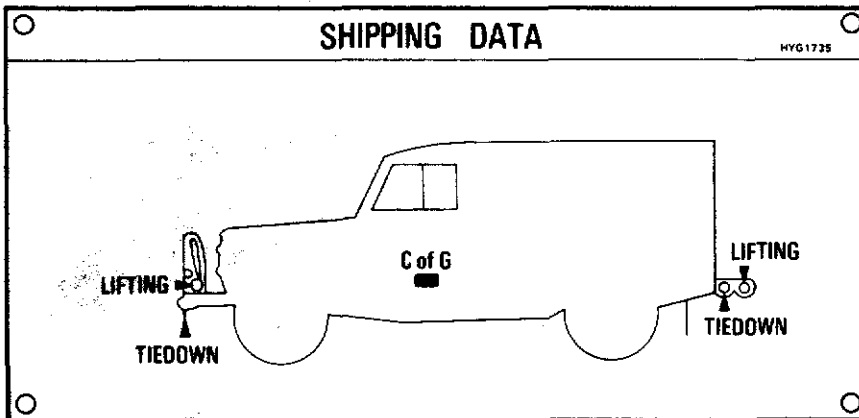 SHIPPING DATA
HYG1735
C of G
LIFTING
LIFTING
TIEDOWN
TIEDOWN